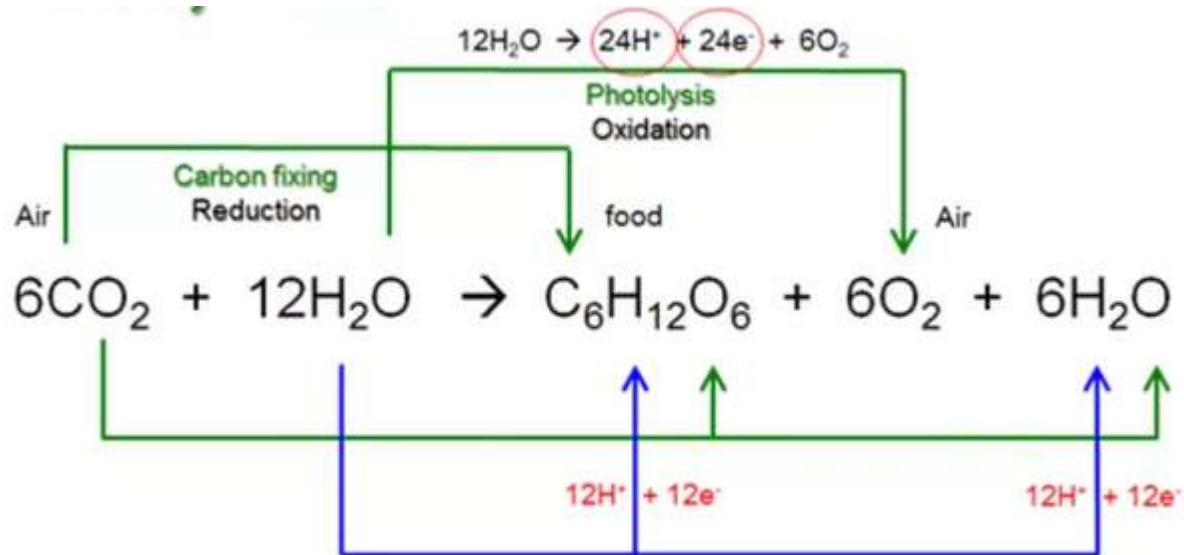 12H₂O → 24H⁺ + 24e⁻ + 6O₂
Photolysis
Oxidation
Carbon fixing
Reduction
Air food Air
6CO₂ + 12H₂O → C₆H₁₂O₆ + 6O₂ + 6H₂O
12H⁺ + 12e⁻ 12H⁺ + 12e⁻